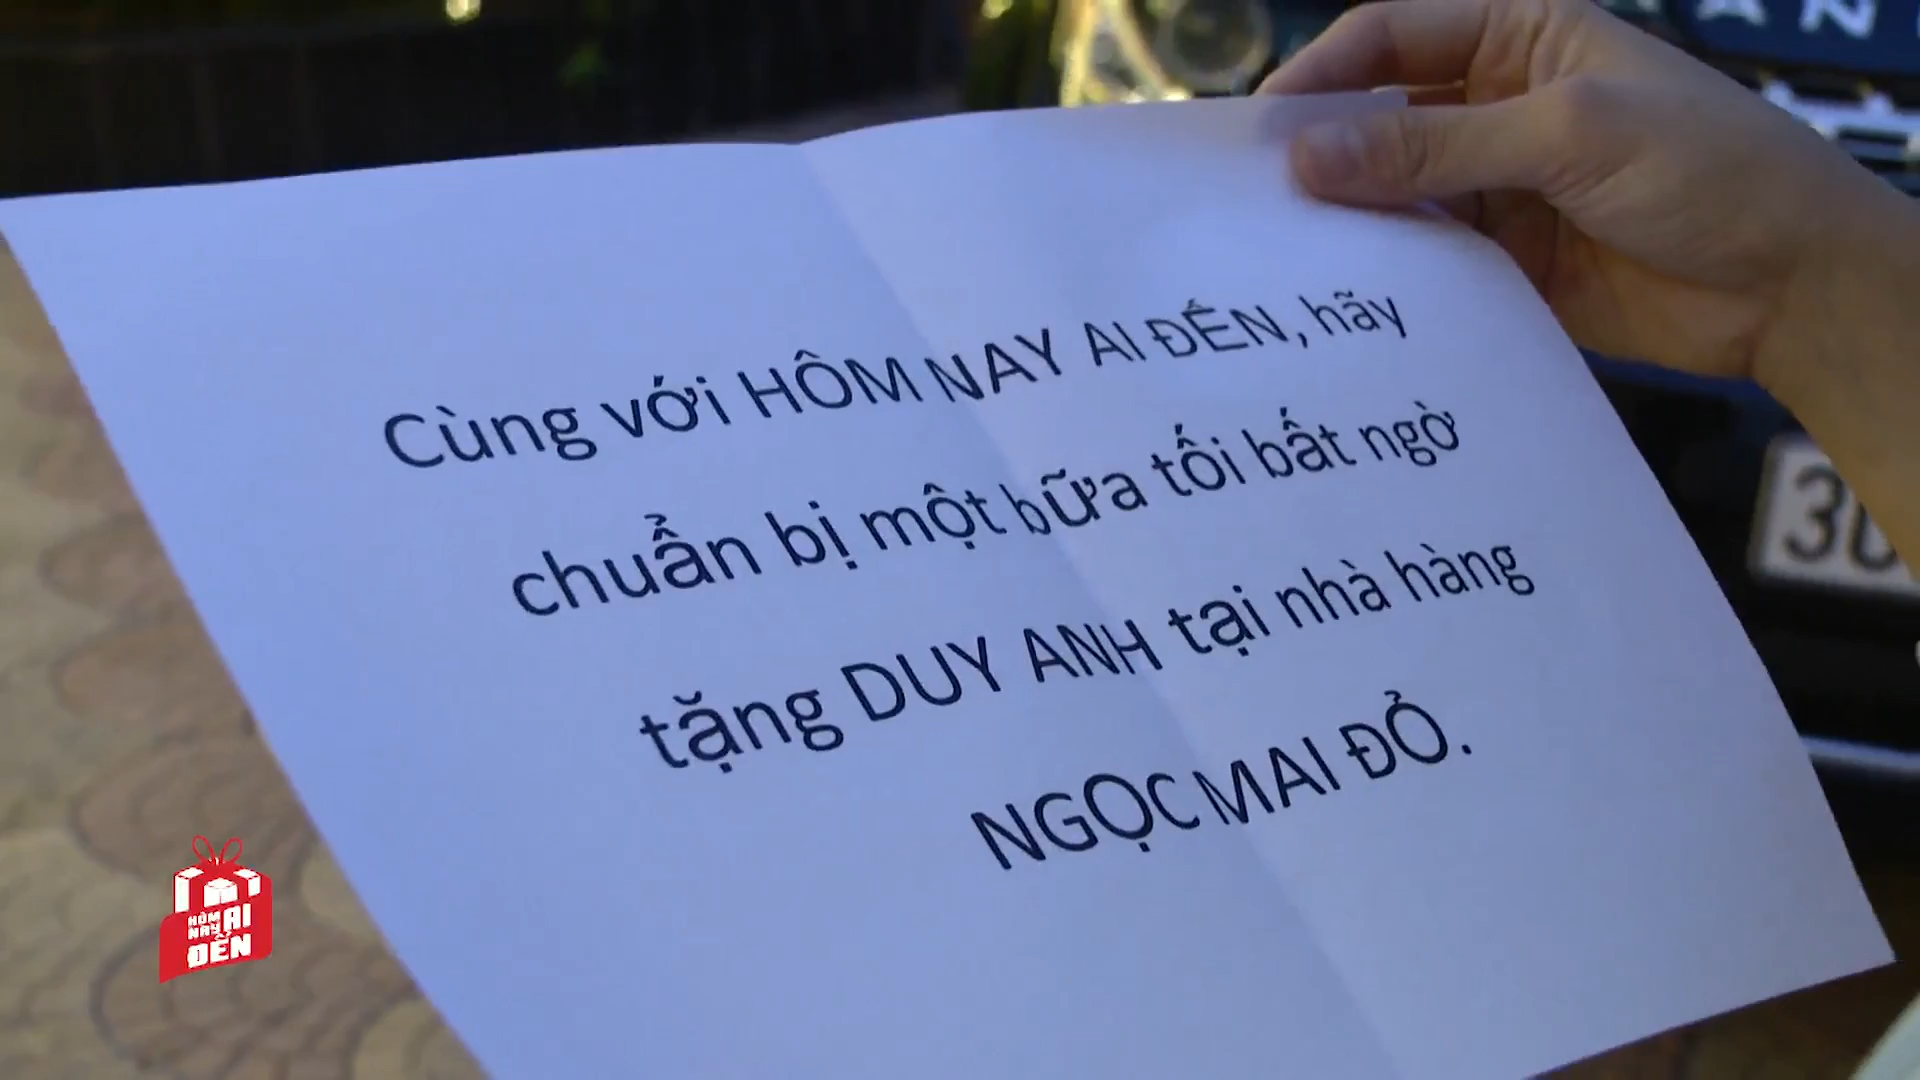 Cùng với HÔM NAY AI ĐẾN, hãy
chuẩn bị một bữa tối bất ngờ
tặng DUY ANH tại nhà hàng
NGỌC MAI ĐỎ.
HÔM
NAY AI
ĐẾN